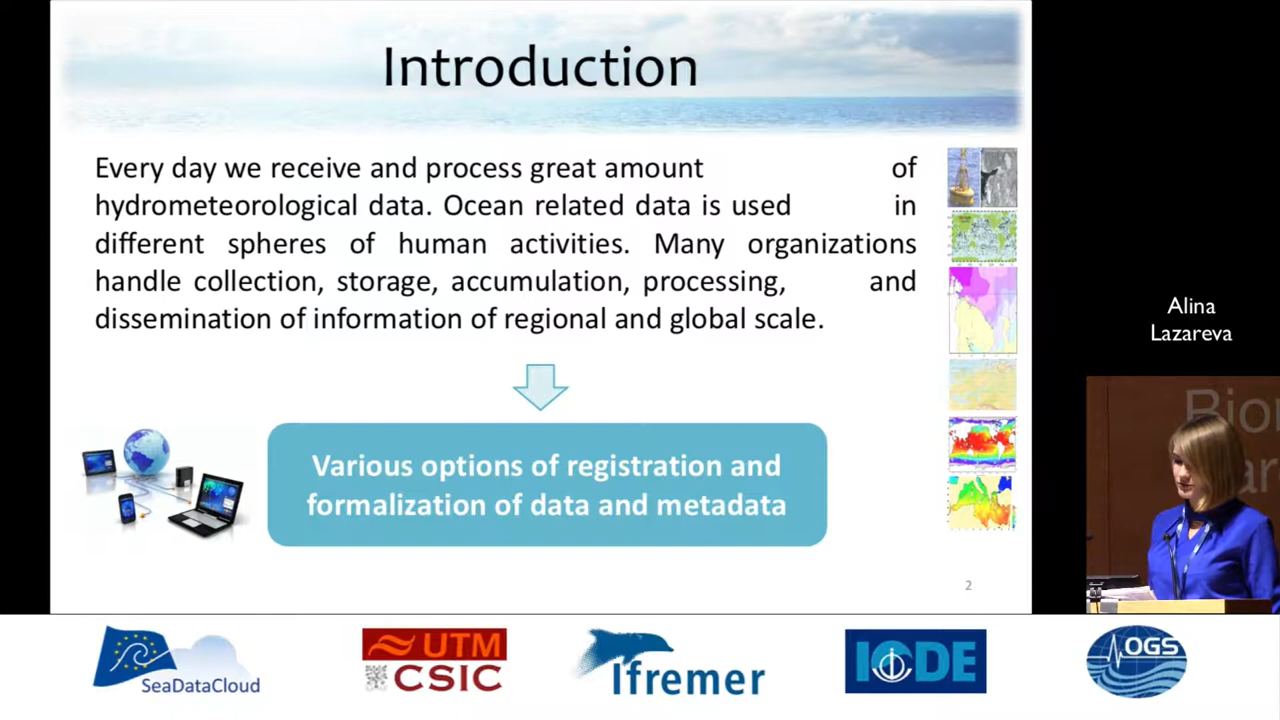 Introduction
Every day we receive and process great amount of
hydrometeorological data. Ocean related data is used in
different spheres of human activities. Many organizations
handle collection, storage, accumulation, processing, and
dissemination of information of regional and global scale.
Various options of registration and
formalization of data and metadata
2
Alina
Lazareva
SeaDataCloud
UTM
CSIC
Ifremer
IODE
OGS